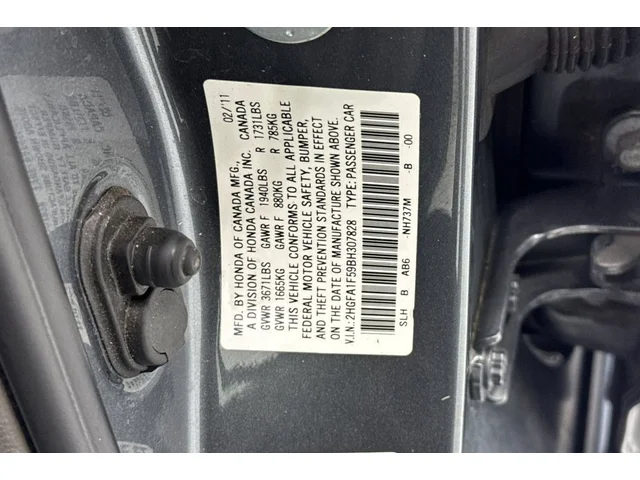 MFD. BY HONDA OF CANADA MFG., 02/11
A DIVISION OF HONDA CANADA INC. CANADA
GVWR 3671LBS GAWR F 1940LBS R 1731LBS
GVWR 1665KG GAWR F 880KG R 785KG
THIS VEHICLE CONFORMS TO ALL APPLICABLE
FEDERAL MOTOR VEHICLE SAFETY, BUMPER,
AND THEFT PREVENTION STANDARDS IN EFFECT
ON THE DATE OF MANUFACTURE SHOWN ABOVE.
V.I.N.:2HGFA1F59BH307828 TYPE:PASSENGER CAR
SLH B AB6 -NH737M -B -00